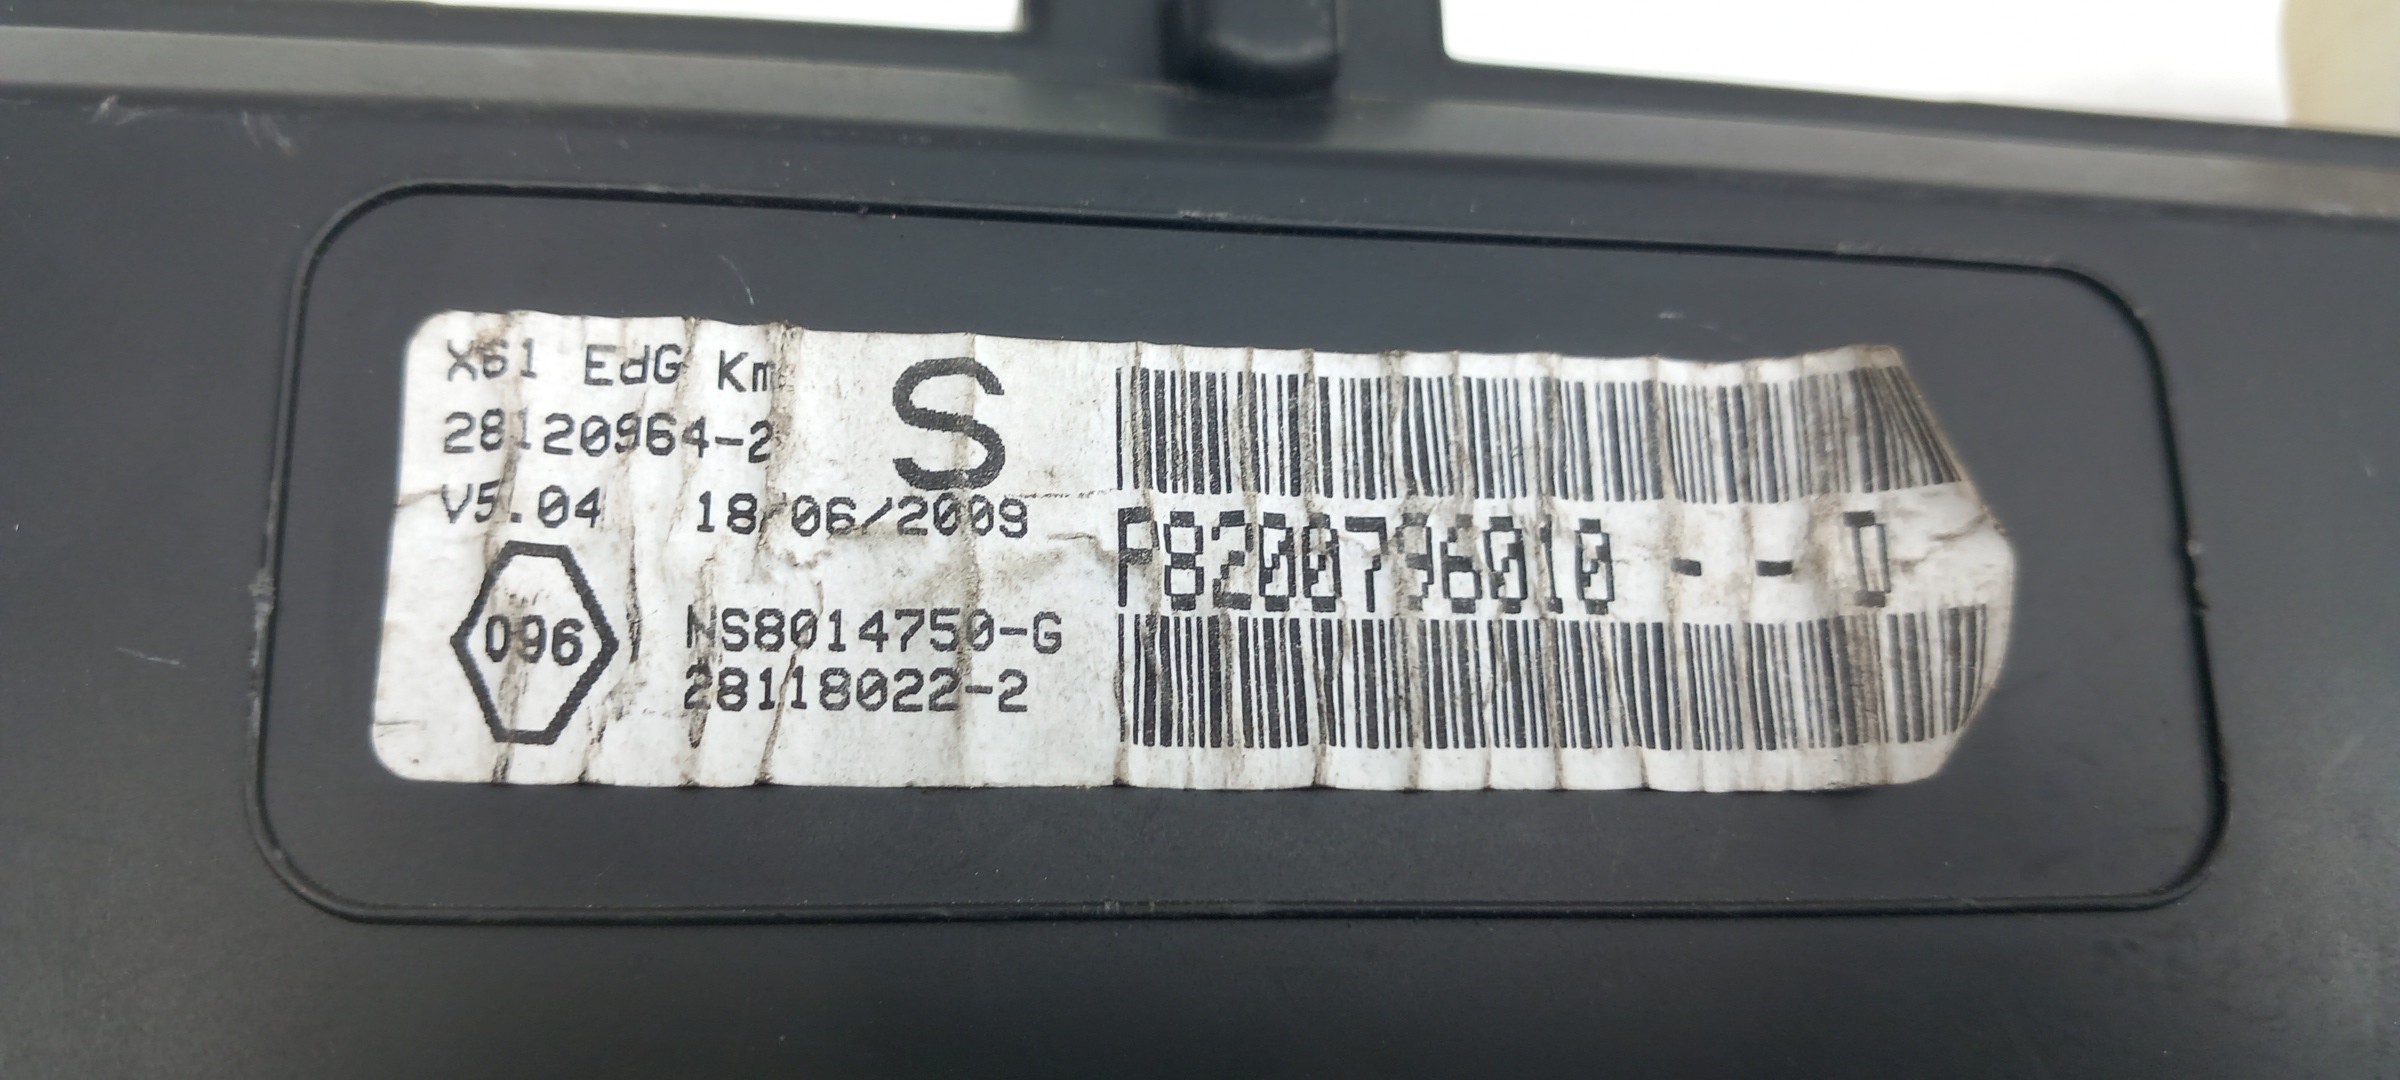 X61 EdG Km
28120964-2
V5.04 18/06/2009
S
096
NS8014750-G
28118022-2
P8200796010 - - D